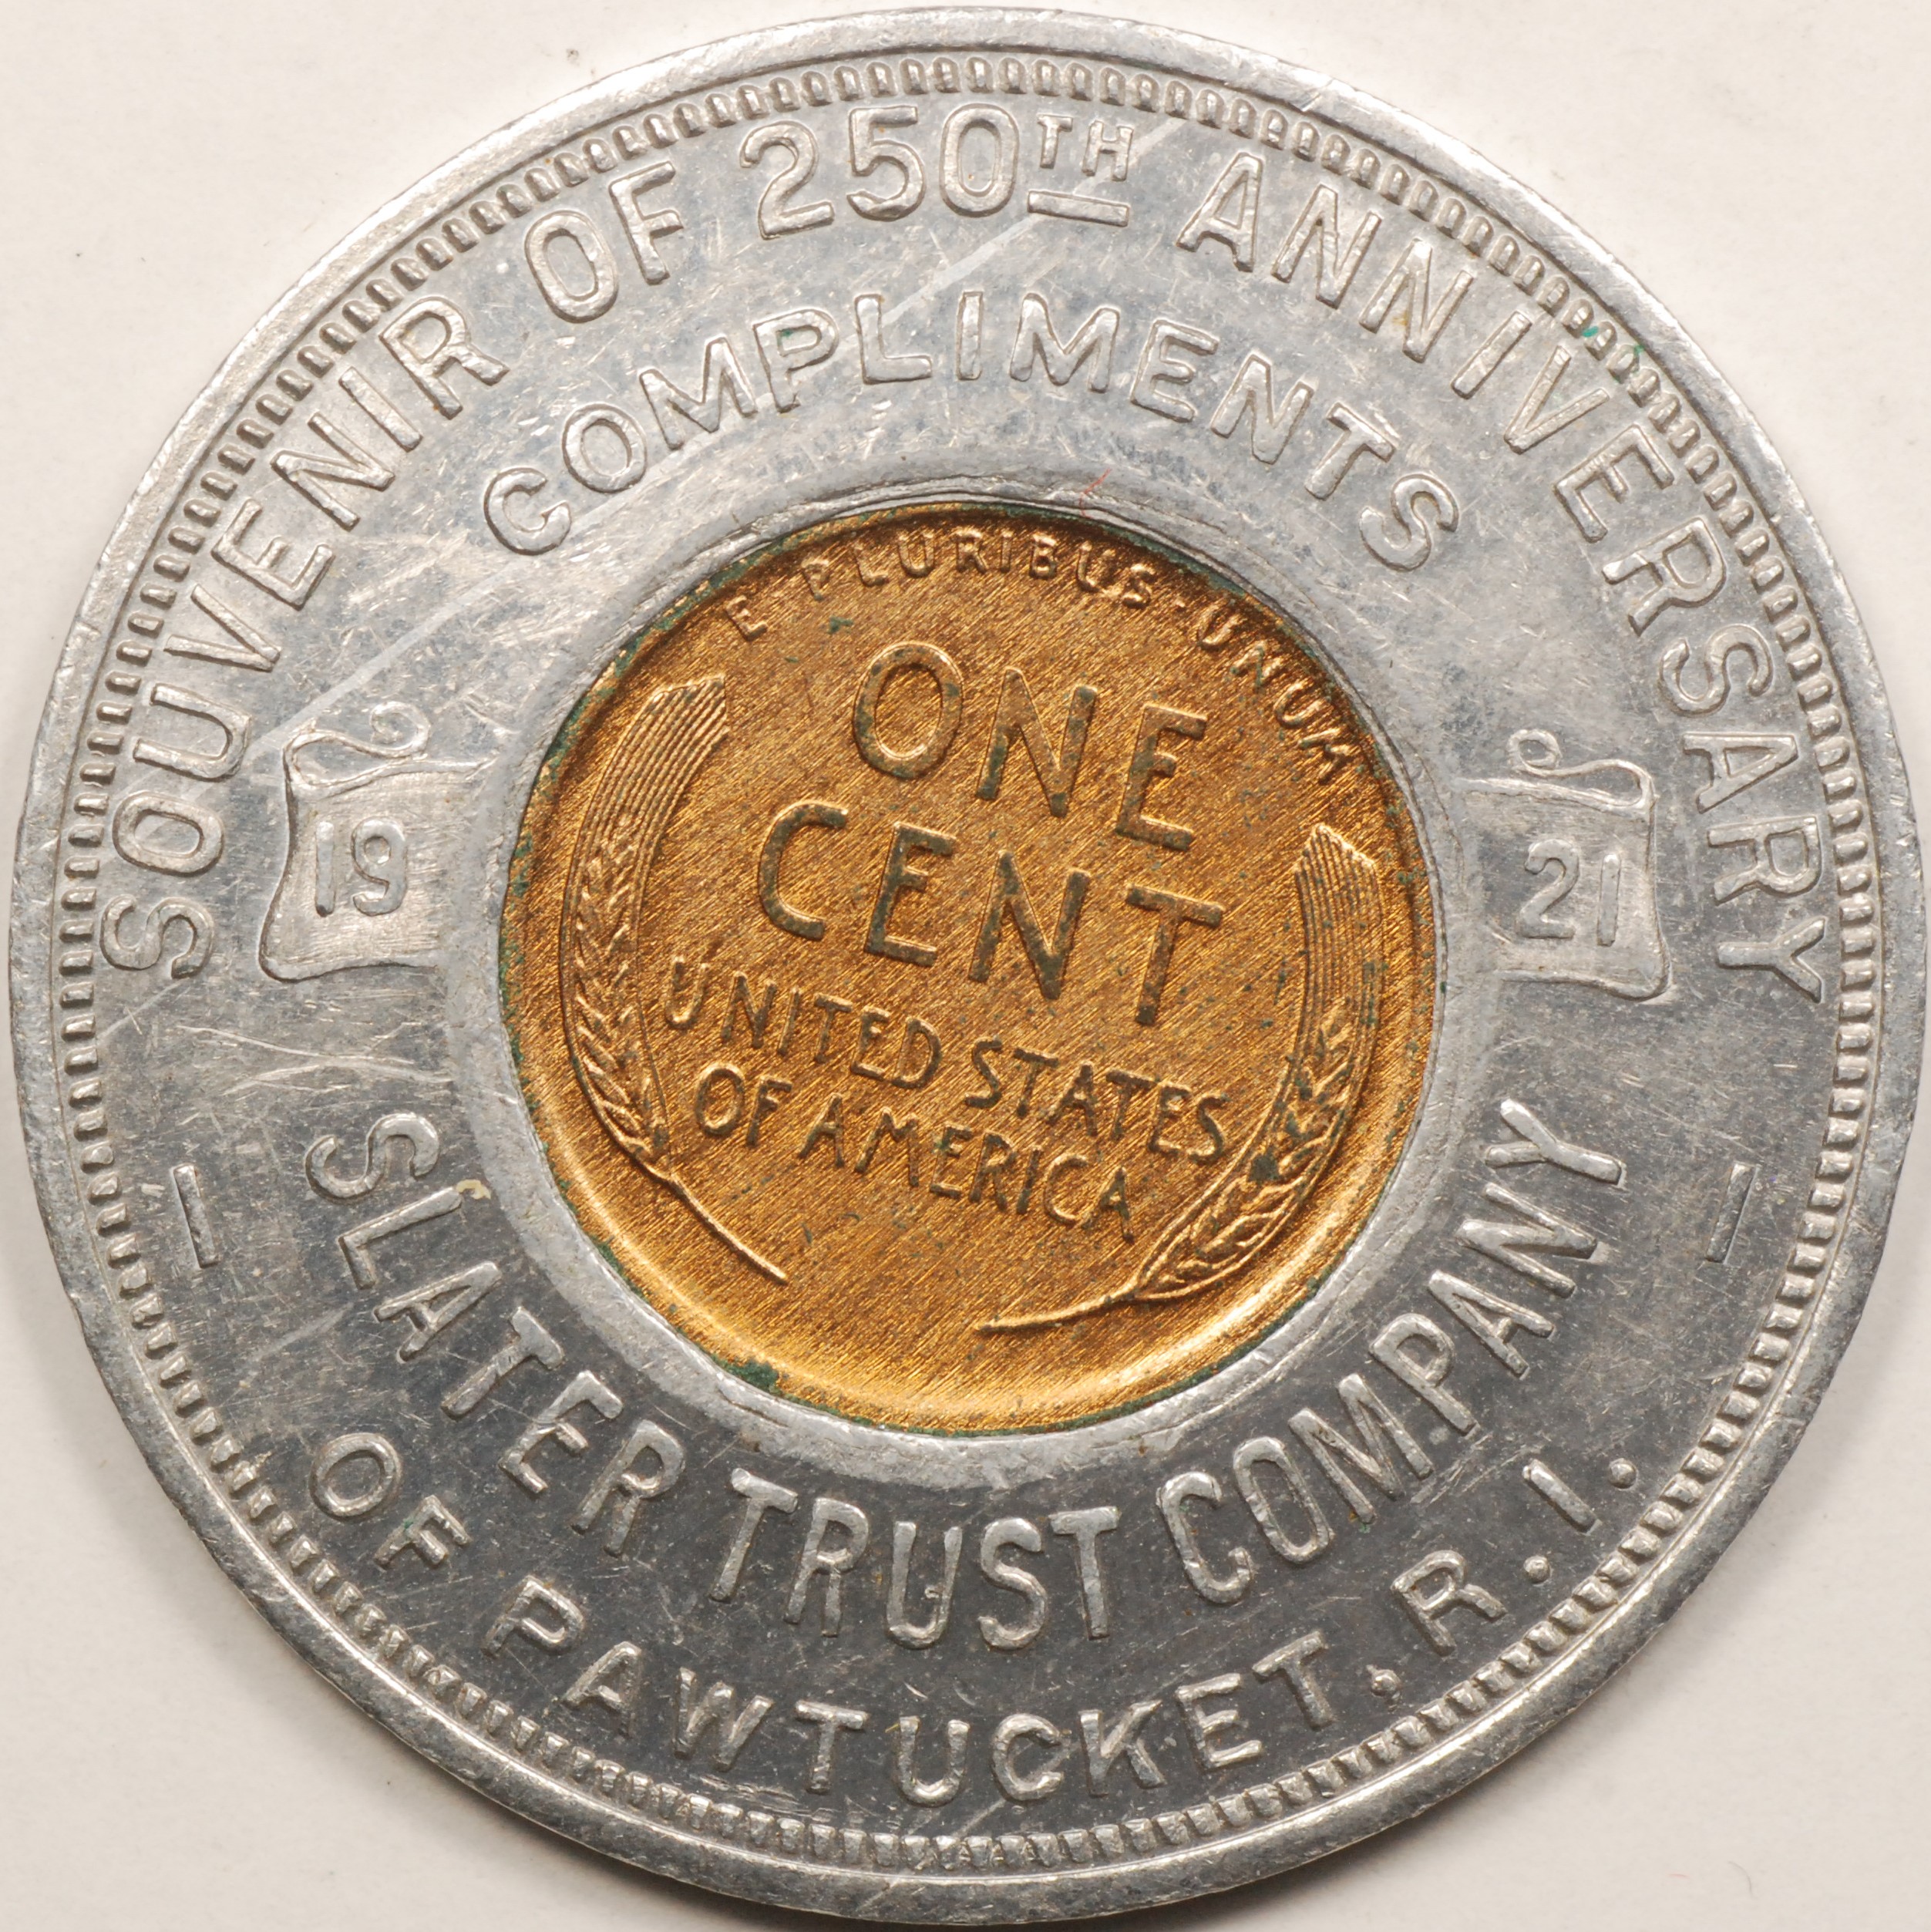 SOUVENIR OF 250TH ANNIVERSARY
COMPLIMENTS
E·PLURIBUS·UNUM
ONE
CENT
UNITED STATES
OF AMERICA
19 21
SLATER TRUST COMPANY
OF PAWTUCKET, R.I.